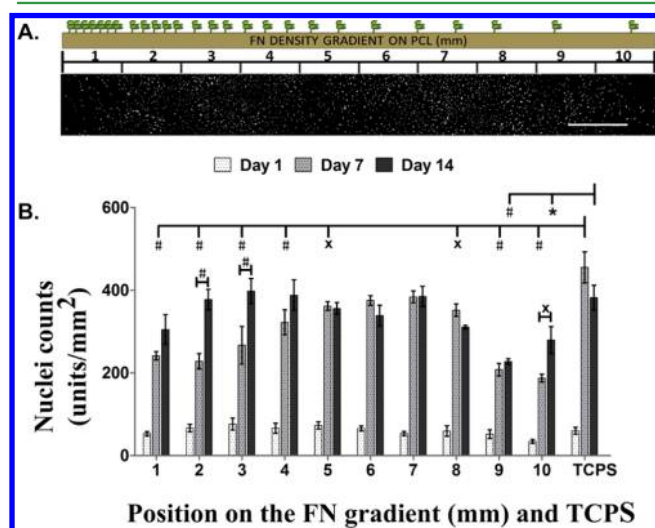 A.
FN DENSITY GRADIENT ON PCL (mm)
1 2 3 4 5 6 7 8 9 10
Day 1 Day 7 Day 14
B.
# *
# # # # x x # #
# # x
600
400
200
0
Nuclei counts
(units/mm²)
1 2 3 4 5 6 7 8 9 10 TCPS
Position on the FN gradient (mm) and TCPS